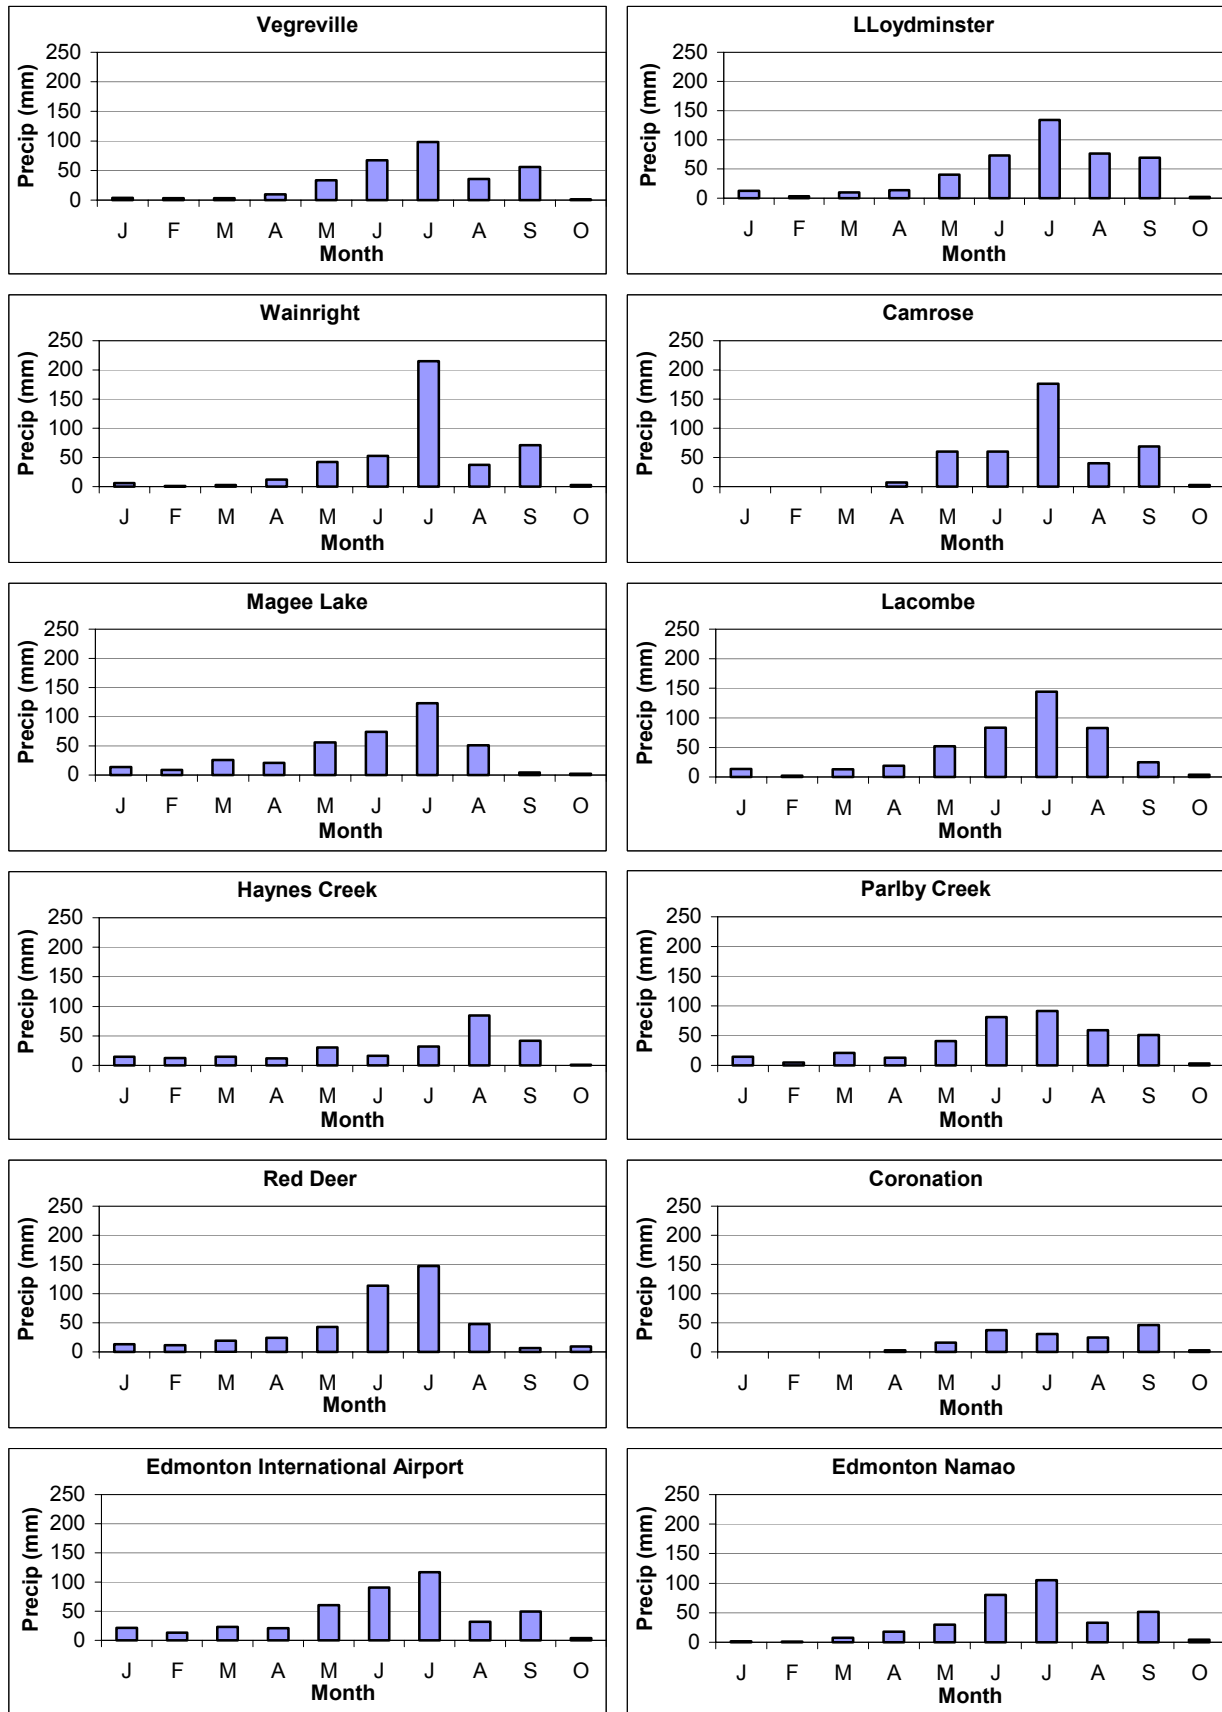 Vegreville
Precip (mm)
250
200
150
100
50
0
J F M A M J J A S O
Month
LLoydminster
Precip (mm)
250
200
150
100
50
0
J F M A M J J A S O
Month
Wainright
Precip (mm)
250
200
150
100
50
0
J F M A M J J A S O
Month
Camrose
Precip (mm)
250
200
150
100
50
0
J F M A M J J A S O
Month
Magee Lake
Precip (mm)
250
200
150
100
50
0
J F M A M J J A S O
Month
Lacombe
Precip (mm)
250
200
150
100
50
0
J F M A M J J A S O
Month
Haynes Creek
Precip (mm)
250
200
150
100
50
0
J F M A M J J A S O
Month
Parlby Creek
Precip (mm)
250
200
150
100
50
0
J F M A M J J A S O
Month
Red Deer
Precip (mm)
250
200
150
100
50
0
J F M A M J J A S O
Month
Coronation
Precip (mm)
250
200
150
100
50
0
J F M A M J J A S O
Month
Edmonton International Airport
Precip (mm)
250
200
150
100
50
0
J F M A M J J A S O
Month
Edmonton Namao
Precip (mm)
250
200
150
100
50
0
J F M A M J J A S O
Month